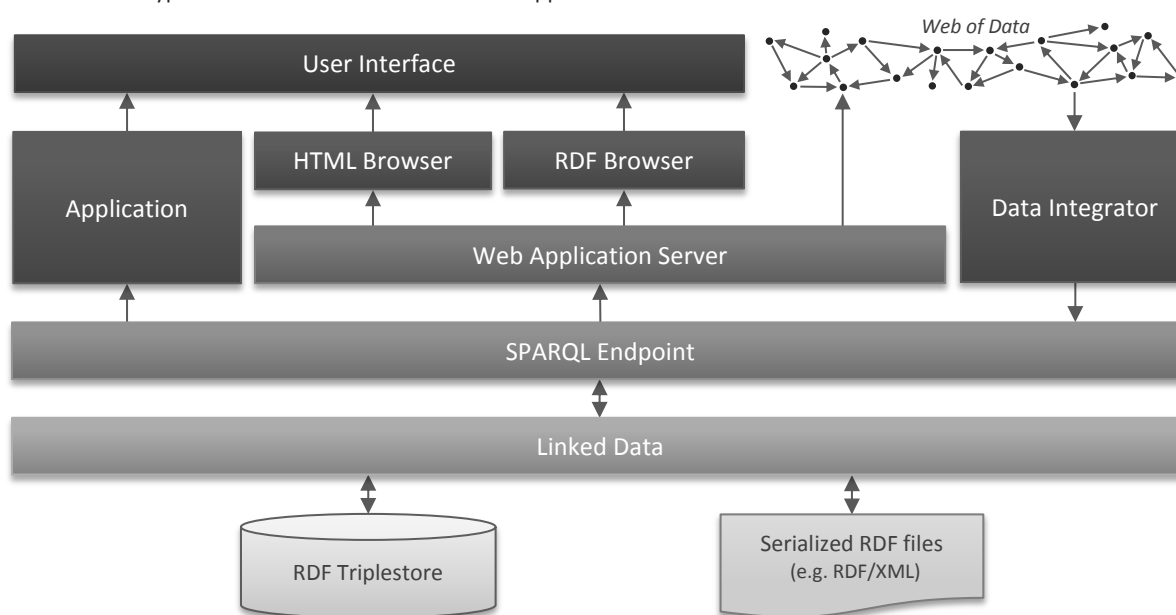 Web of Data
User Interface
HTML Browser
RDF Browser
Application
Data Integrator
Web Application Server
SPARQL Endpoint
Linked Data
RDF Triplestore
Serialized RDF files
(e.g. RDF/XML)